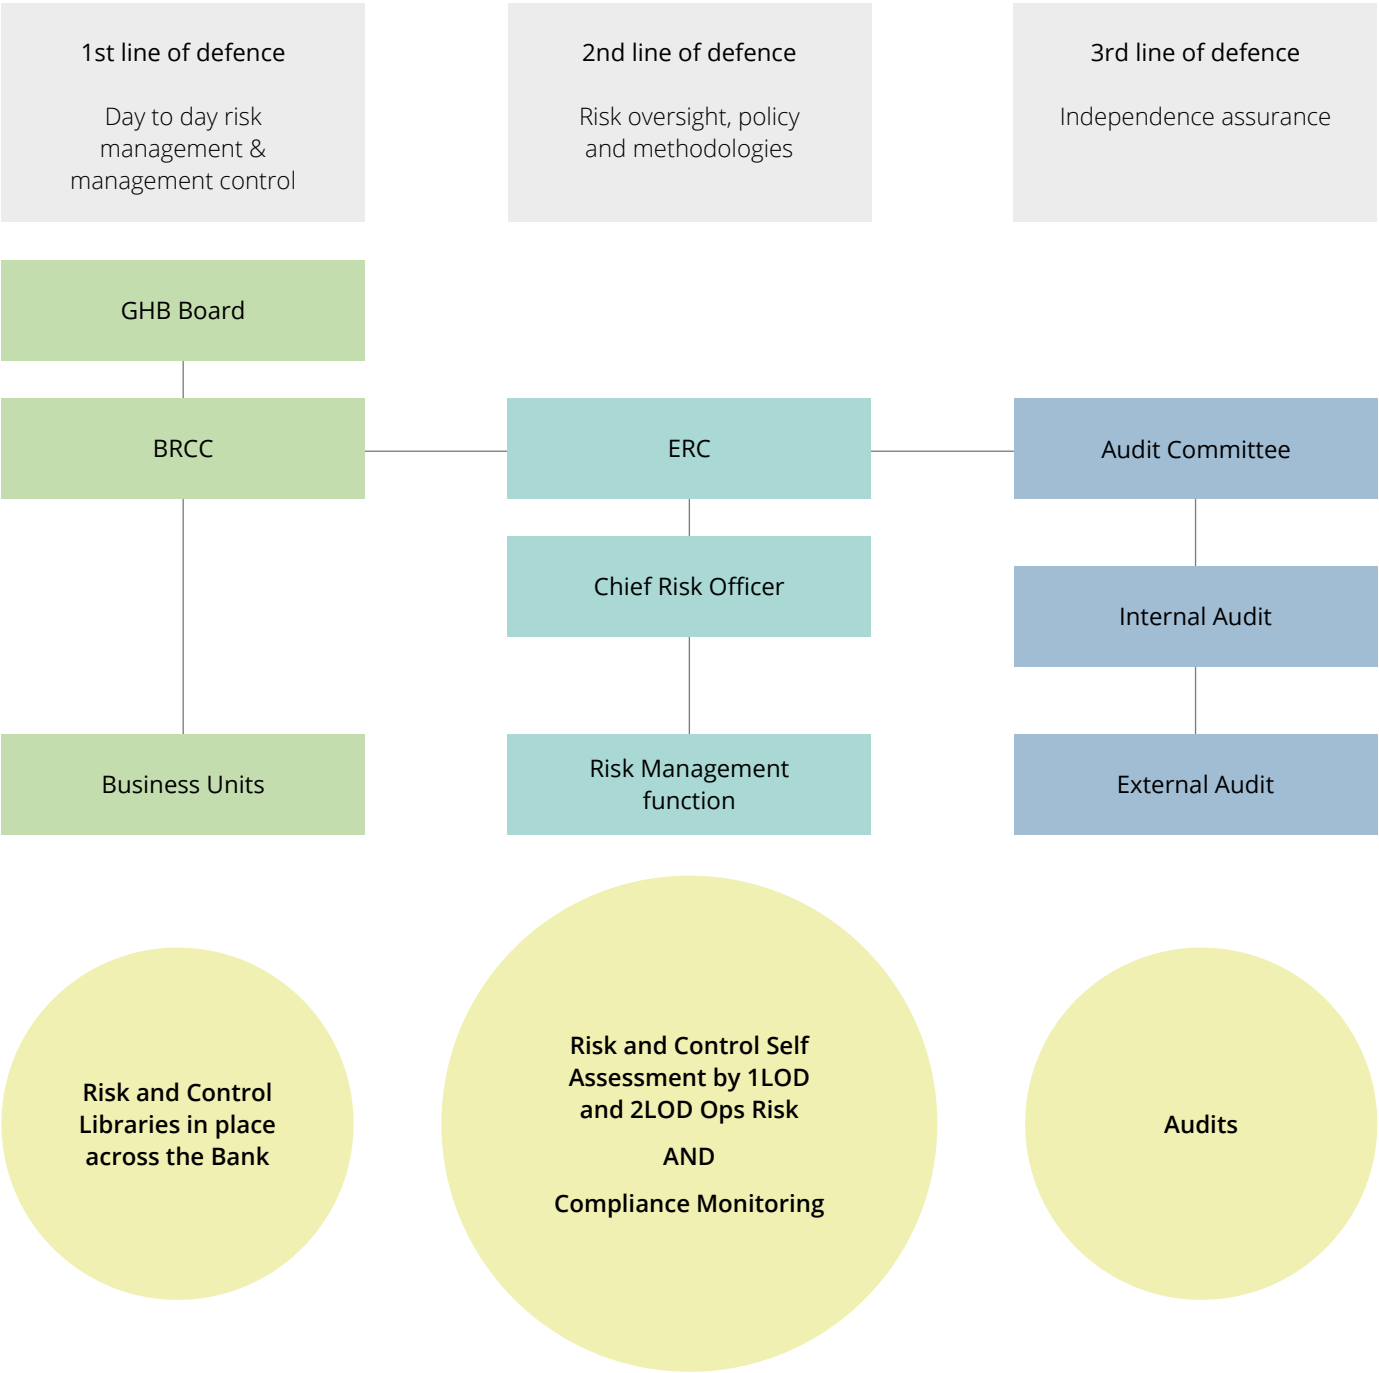 1st line of defence
Day to day risk
management &
management control
2nd line of defence
Risk oversight, policy
and methodologies
3rd line of defence
Independence assurance
GHB Board
BRCC
ERC
Audit Committee
Chief Risk Officer
Internal Audit
Business Units
Risk Management
function
External Audit
Risk and Control
Libraries in place
across the Bank
Risk and Control Self
Assessment by 1LOD
and 2LOD Ops Risk
AND
Compliance Monitoring
Audits